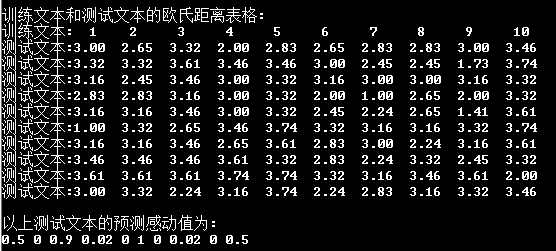 训练文本和测试文本的欧氏距离表格:
训练文本: 1 2 3 4 5 6 7 8 9 10
测试文本:3.00 2.65 3.32 2.00 2.83 2.65 2.83 2.83 3.00 3.46
测试文本:3.32 3.32 3.61 3.46 3.46 3.00 2.45 2.45 1.73 3.74
测试文本:3.16 2.45 3.46 3.00 3.32 3.16 3.00 3.00 3.16 3.32
测试文本:2.83 2.83 3.16 3.00 3.32 2.00 1.00 2.65 2.00 3.32
测试文本:3.16 3.16 3.46 3.00 3.32 2.45 2.24 2.65 1.41 3.61
测试文本:1.00 3.32 2.65 3.46 3.74 3.32 3.16 3.16 3.32 3.74
测试文本:3.16 3.16 3.46 2.65 3.61 2.83 3.00 2.24 3.16 3.61
测试文本:3.46 3.46 3.46 3.61 3.32 2.83 2.24 3.32 2.45 3.32
测试文本:3.61 3.61 3.61 3.74 3.74 3.32 3.16 3.46 3.61 2.00
测试文本:3.00 3.32 2.24 3.16 3.74 2.24 2.83 3.16 3.32 3.46
以上测试文本的预测感动值为:
0.5 0 0.9 0.02 0 1 0 0.02 0 0.5